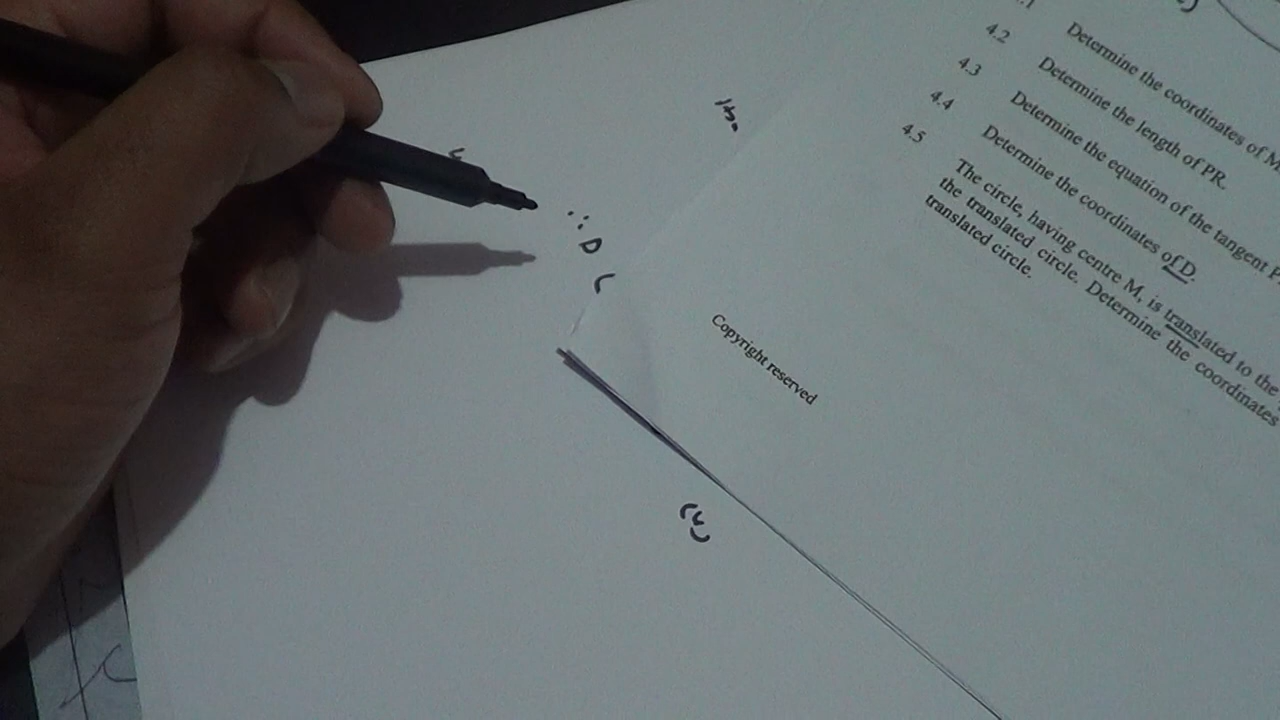 4.2 Determine the coordinates of M
4.3 Determine the length of PR.
4.4 Determine the equation of the tangent P
4.5 Determine the coordinates of D.
The circle, having centre M, is translated to the
the translated circle. Determine the coordinates
translated circle.
Copyright reserved
∴ D (
(2)